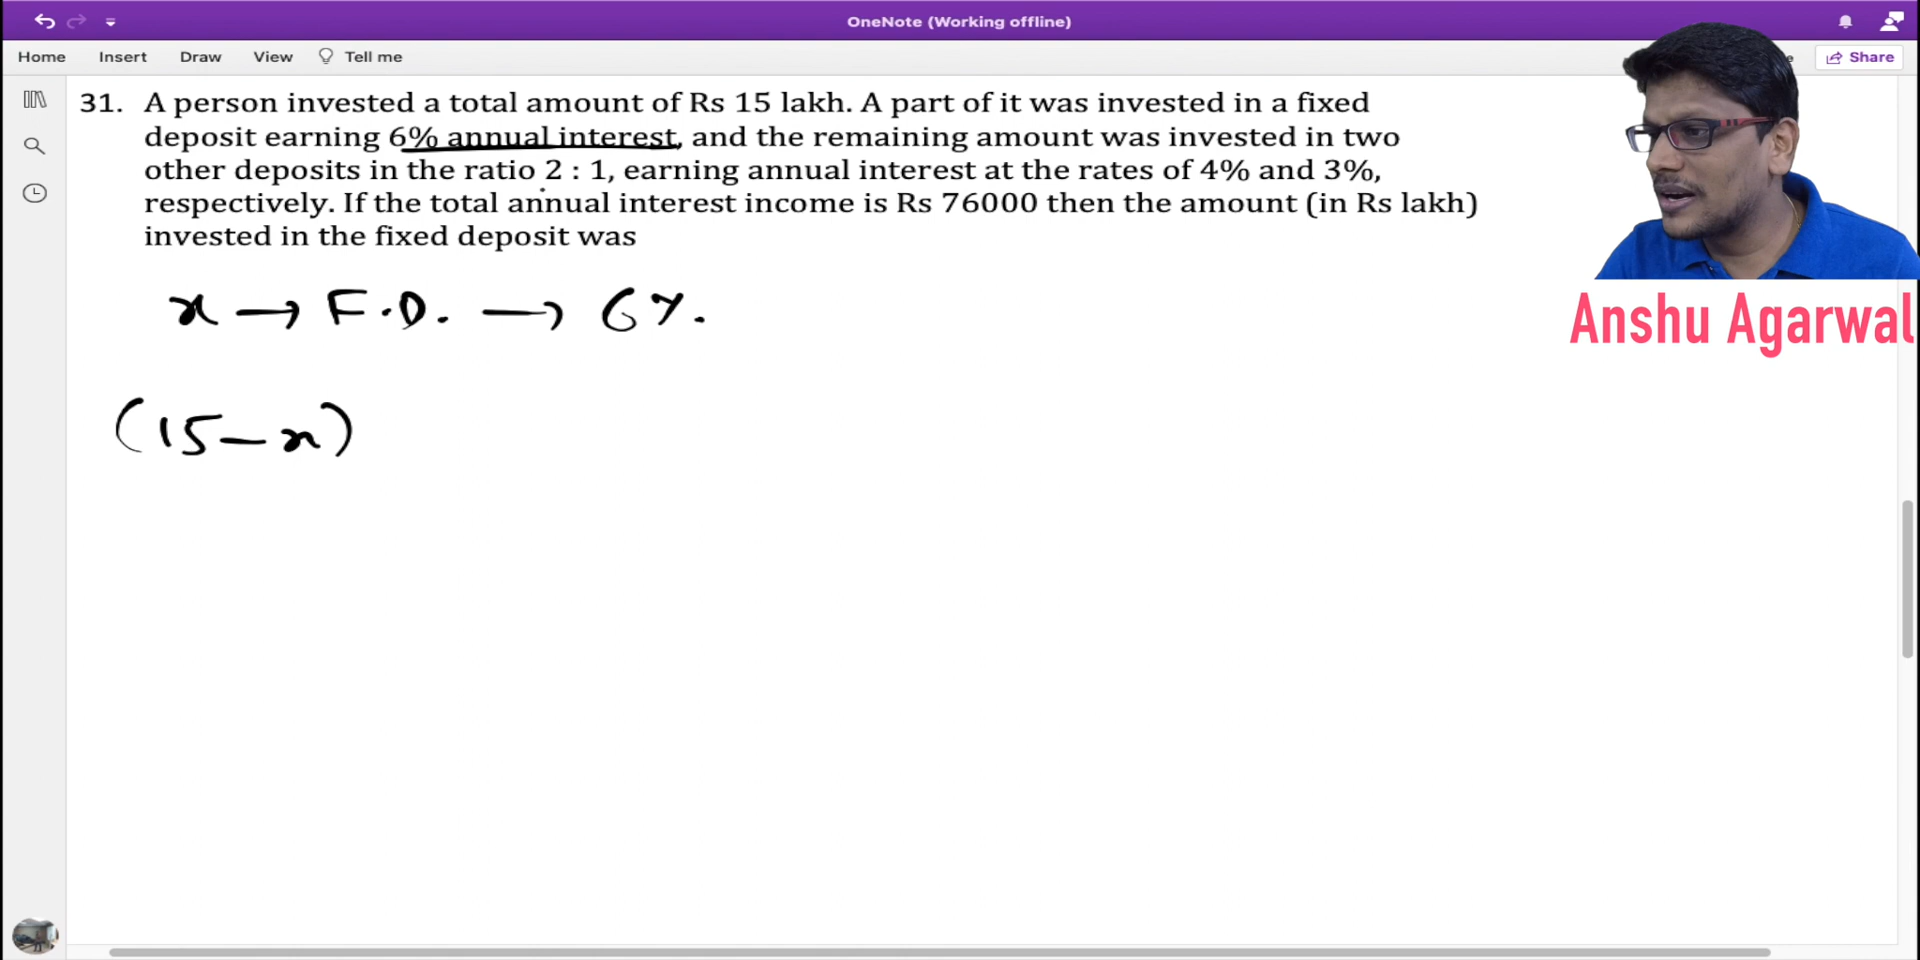 OneNote (Working offline)
Home Insert Draw View Tell me Share
31. A person invested a total amount of Rs 15 lakh. A part of it was invested in a fixed
deposit earning 6% annual interest, and the remaining amount was invested in two
other deposits in the ratio 2 : 1, earning annual interest at the rates of 4% and 3%,
respectively. If the total annual interest income is Rs 76000 then the amount (in Rs lakh)
invested in the fixed deposit was
Anshu Agarwal
x → F.D. → 6%.
(15-x)